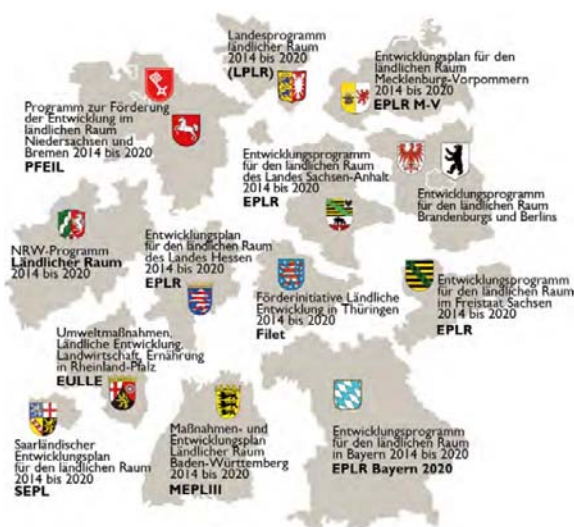 Landesprogramm
ländlicher Raum
2014 bis 2020
(LPLR)
Entwicklungsplan für den
ländlichen Raum
Mecklenburg-Vorpommern
2014 bis 2020
EPLR M-V
Programm zur Förderung
der Entwicklung im
ländlichen Raum
Niedersachsen und
Bremen 2014 bis 2020
PFEIL
Entwicklungsprogramm
für den ländlichen Raum
des Landes Sachsen-Anhalt
2014 bis 2020
EPLR
Entwicklungsprogramm
für den ländlichen Raum
Brandenburgs und Berlins
NRW-Programm
Ländlicher Raum
2014 bis 2020
Entwicklungsplan
für den ländlichen Raum
des Landes Hessen
2014 bis 2020
EPLR
Förderinitiative Ländliche
Entwicklung in Thüringen
2014 bis 2020
Filet
Entwicklungsprogramm
für den ländlichen Raum
im Freistaat Sachsen
2014 bis 2020
EPLR
Umweltmaßnahmen,
Ländliche Entwicklung,
Landwirtschaft, Ernährung
in Rheinland-Pfalz
EULLE
Saarländischer
Entwicklungsplan
für den ländlichen Raum
2014 bis 2020
SEPL
Maßnahmen- und
Entwicklungsplan
Ländlicher Raum
Baden-Württemberg
2014 bis 2020
MEPLIII
Entwicklungsprogramm
für den ländlichen Raum
in Bayern 2014 bis 2020
EPLR Bayern 2020